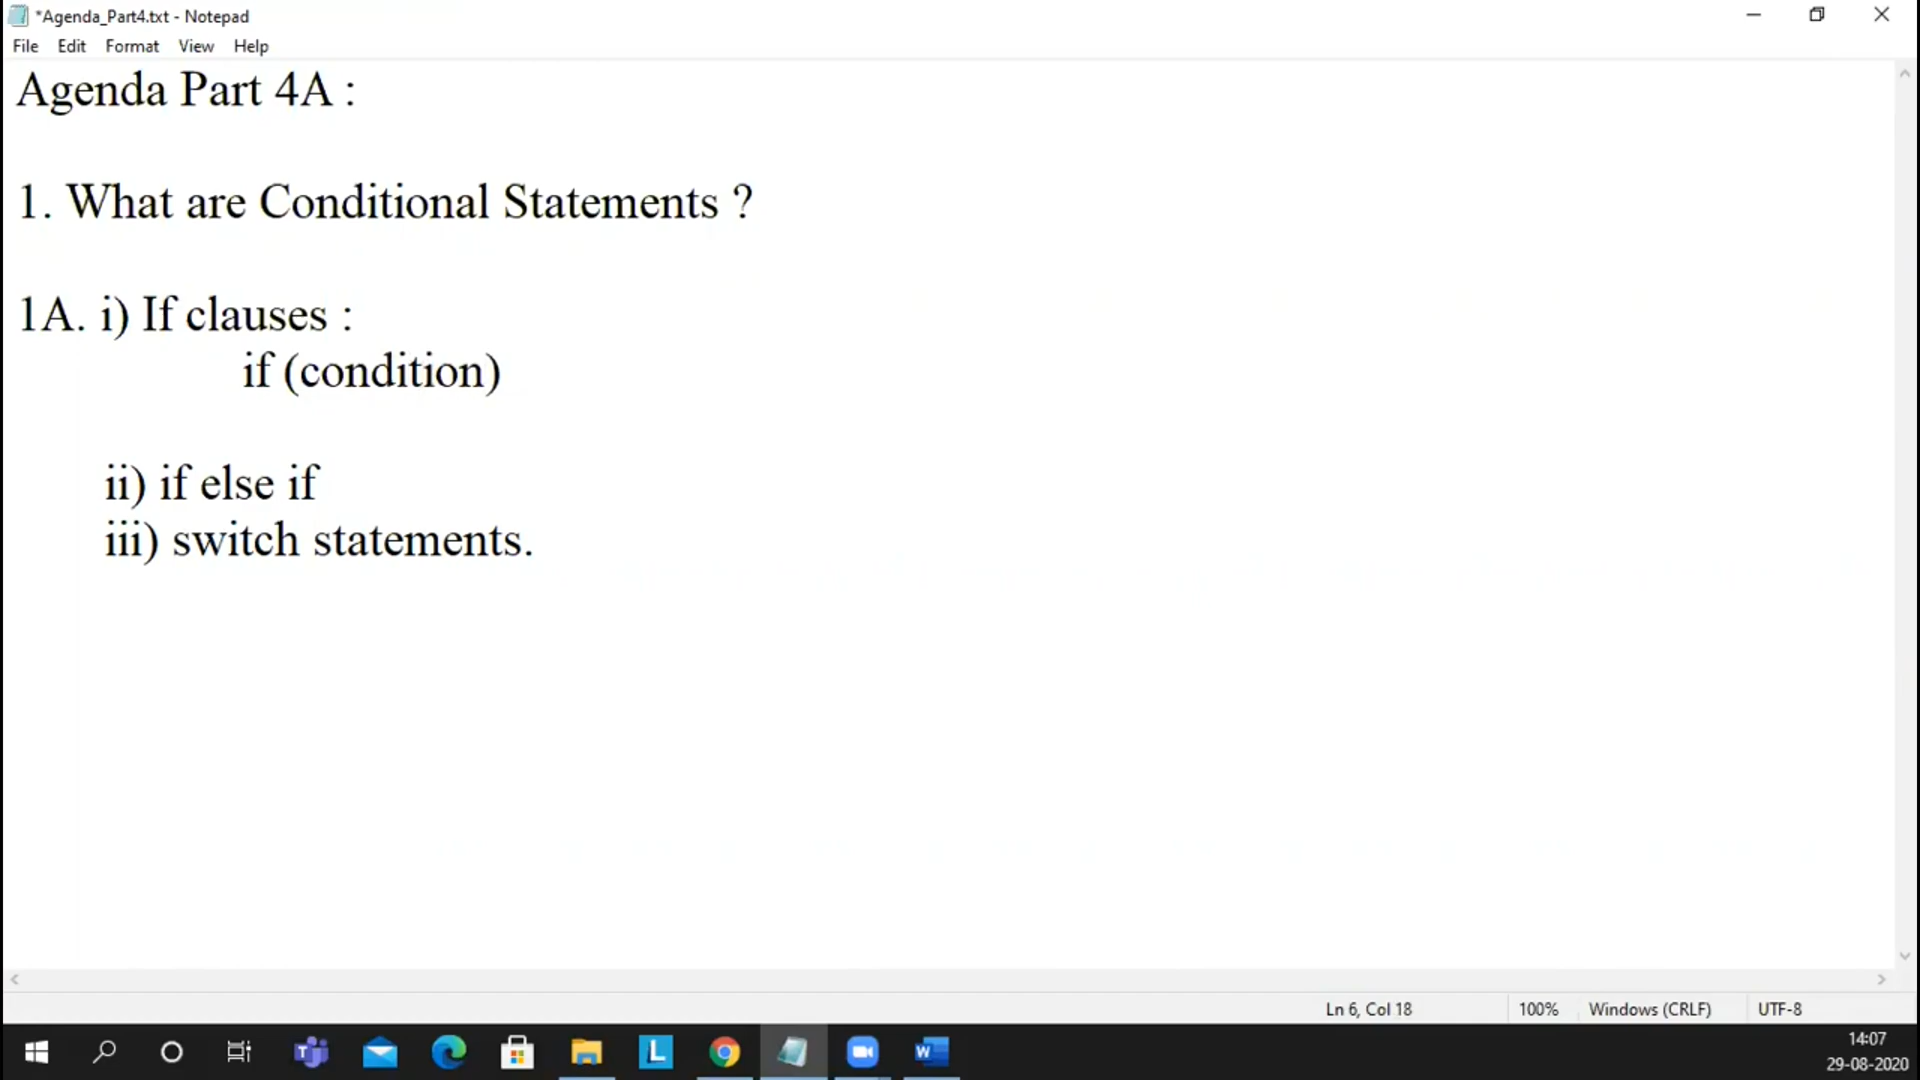 *Agenda_Part4.txt - Notepad
File Edit Format View Help
Agenda Part 4A :
1. What are Conditional Statements ?
1A. i) If clauses :
if (condition)
ii) if else if
iii) switch statements.
Ln 6, Col 18 100% Windows (CRLF) UTF-8
14:07
29-08-2020